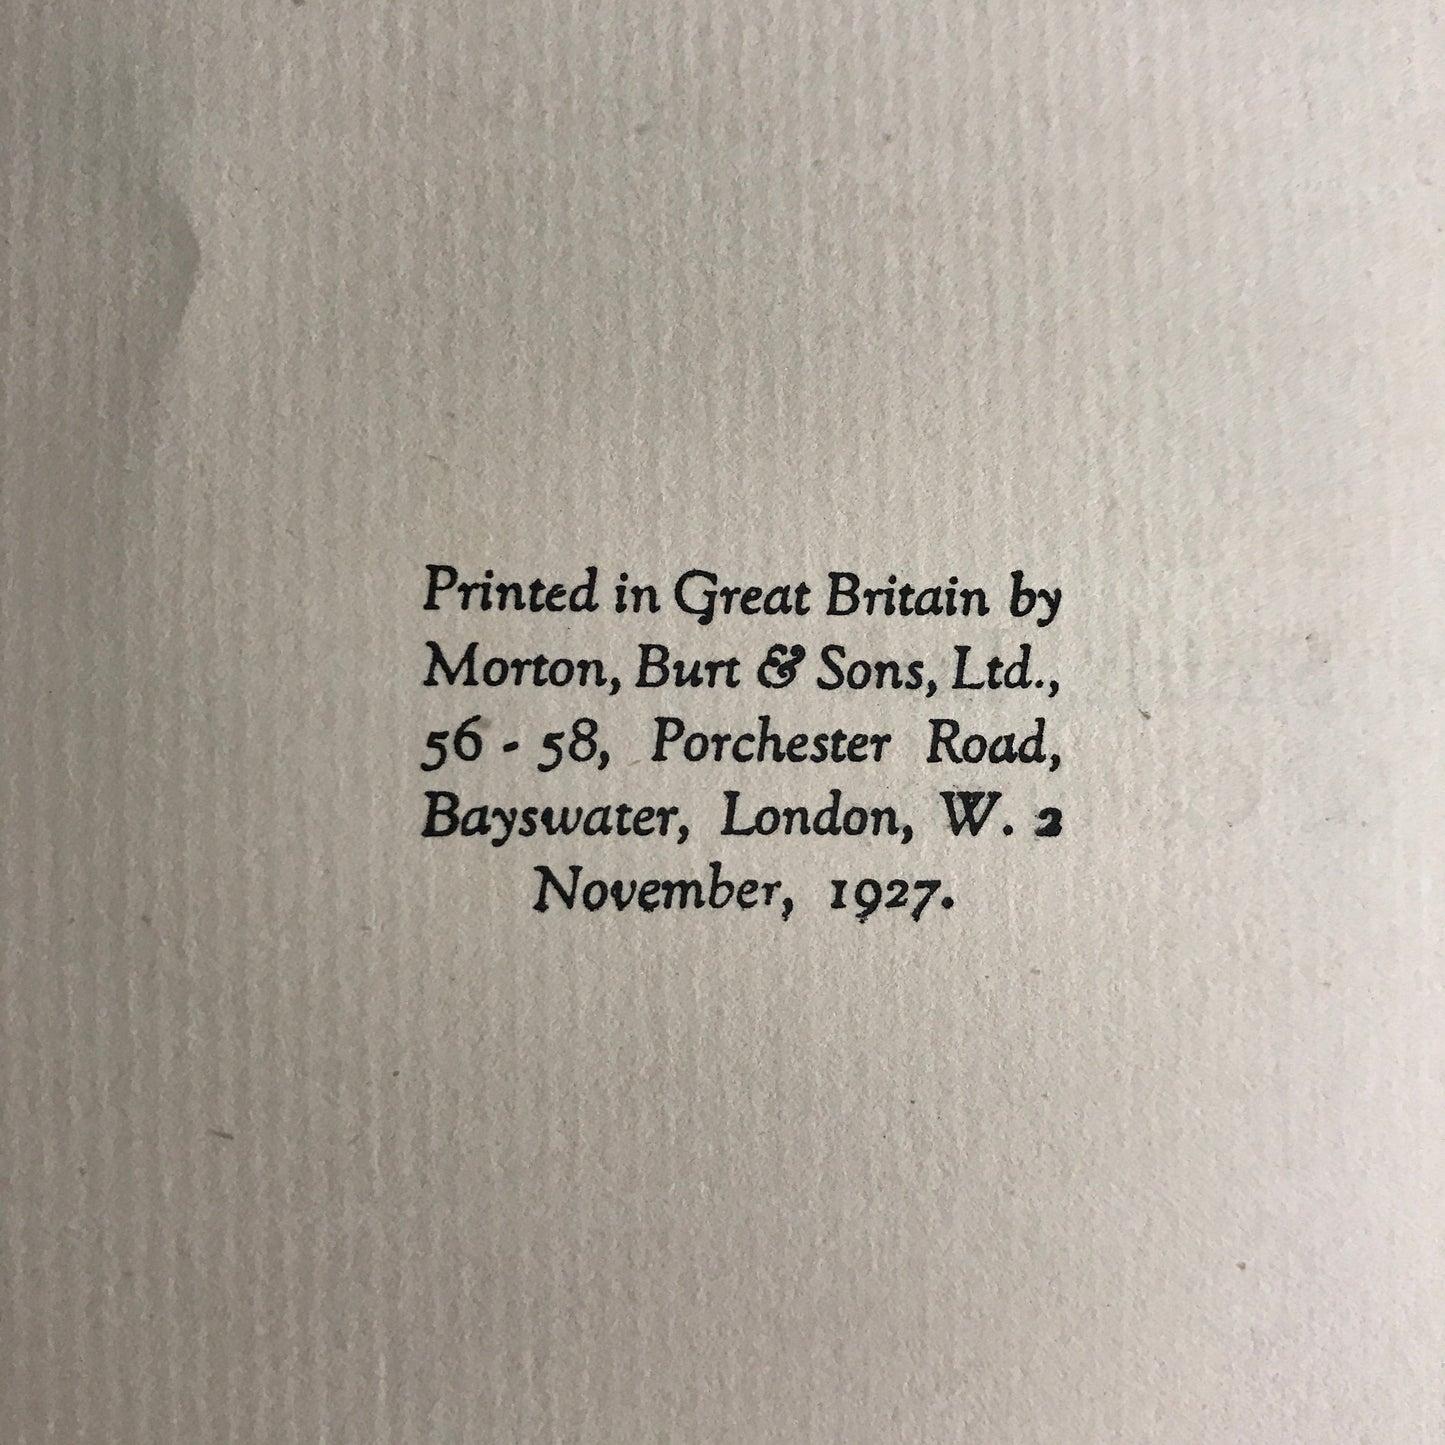 Printed in Great Britain by
Morton, Burt & Sons, Ltd.,
56 - 58, Porchester Road,
Bayswater, London, W. 2
November, 1927.